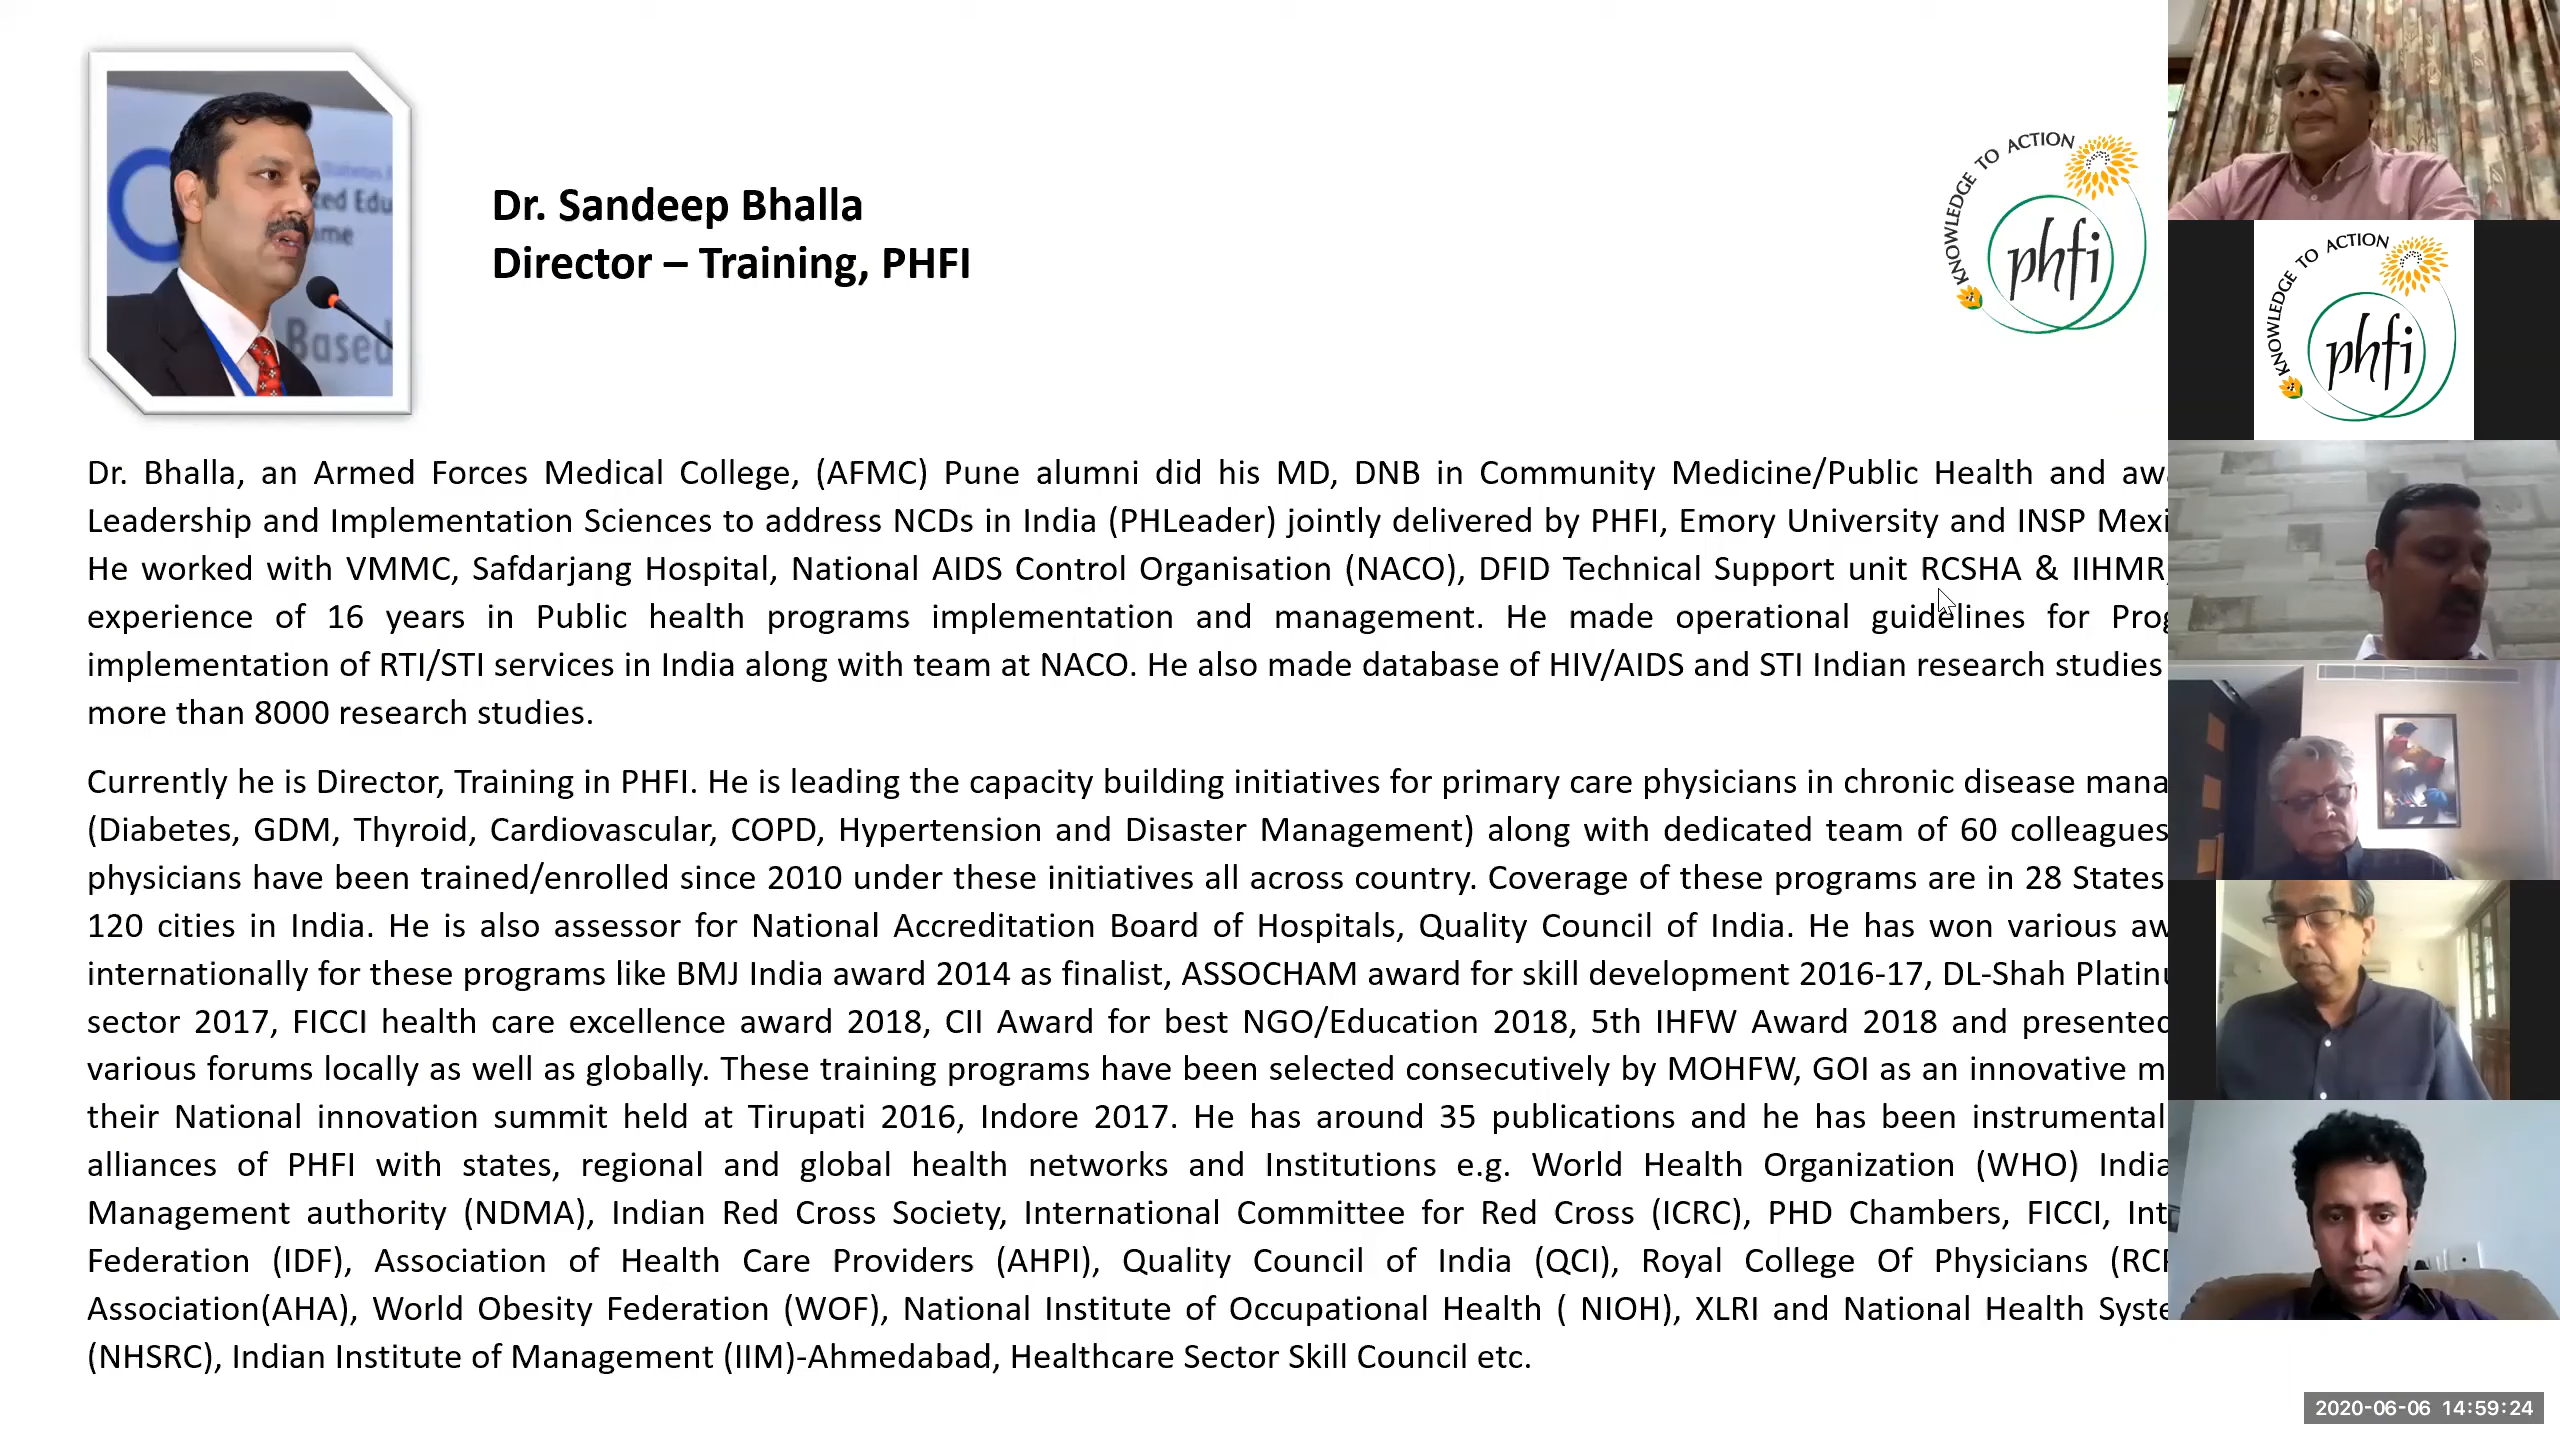 Dr. Sandeep Bhalla
Director – Training, PHFI
KNOWLEDGE TO ACTION
phfi
KNOWLEDGE TO ACTION
phfi
ted Edu
me
Based
Dr. Bhalla, an Armed Forces Medical College, (AFMC) Pune alumni did his MD, DNB in Community Medicine/Public Health and
Leadership and Implementation Sciences to address NCDs in India (PHLeader) jointly delivered by PHFI, Emory University and INSP Mexi
He worked with VMMC, Safdarjang Hospital, National AIDS Control Organisation (NACO), DFID Technical Support unit RCSHA & IIHMR,
experience of 16 years in Public health programs implementation and management. He made operational guidelines for Prog
implementation of RTI/STI services in India along with team at NACO. He also made database of HIV/AIDS and STI Indian research studies
more than 8000 research studies.
Currently he is Director, Training in PHFI. He is leading the capacity building initiatives for primary care physicians in chronic disease mana
(Diabetes, GDM, Thyroid, Cardiovascular, COPD, Hypertension and Disaster Management) along with dedicated team of 60 colleagues
physicians have been trained/enrolled since 2010 under these initiatives all across country. Coverage of these programs are in 28 States
120 cities in India. He is also assessor for National Accreditation Board of Hospitals, Quality Council of India. He has won various aw
internationally for these programs like BMJ India award 2014 as finalist, ASSOCHAM award for skill development 2016-17, DL-Shah Platinu
sector 2017, FICCI health care excellence award 2018, CII Award for best NGO/Education 2018, 5th IHFW Award 2018 and presented
various forums locally as well as globally. These training programs have been selected consecutively by MOHFW, GOI as an innovative m
their National innovation summit held at Tirupati 2016, Indore 2017. He has around 35 publications and he has been instrumental
alliances of PHFI with states, regional and global health networks and Institutions e.g. World Health Organization (WHO) India
Management authority (NDMA), Indian Red Cross Society, International Committee for Red Cross (ICRC), PHD Chambers, FICCI, Int
Federation (IDF), Association of Health Care Providers (AHPI), Quality Council of India (QCI), Royal College Of Physicians (RCP
Association(AHA), World Obesity Federation (WOF), National Institute of Occupational Health ( NIOH), XLRI and National Health Syste
(NHSRC), Indian Institute of Management (IIM)-Ahmedabad, Healthcare Sector Skill Council etc.
2020-06-06 14:59:24